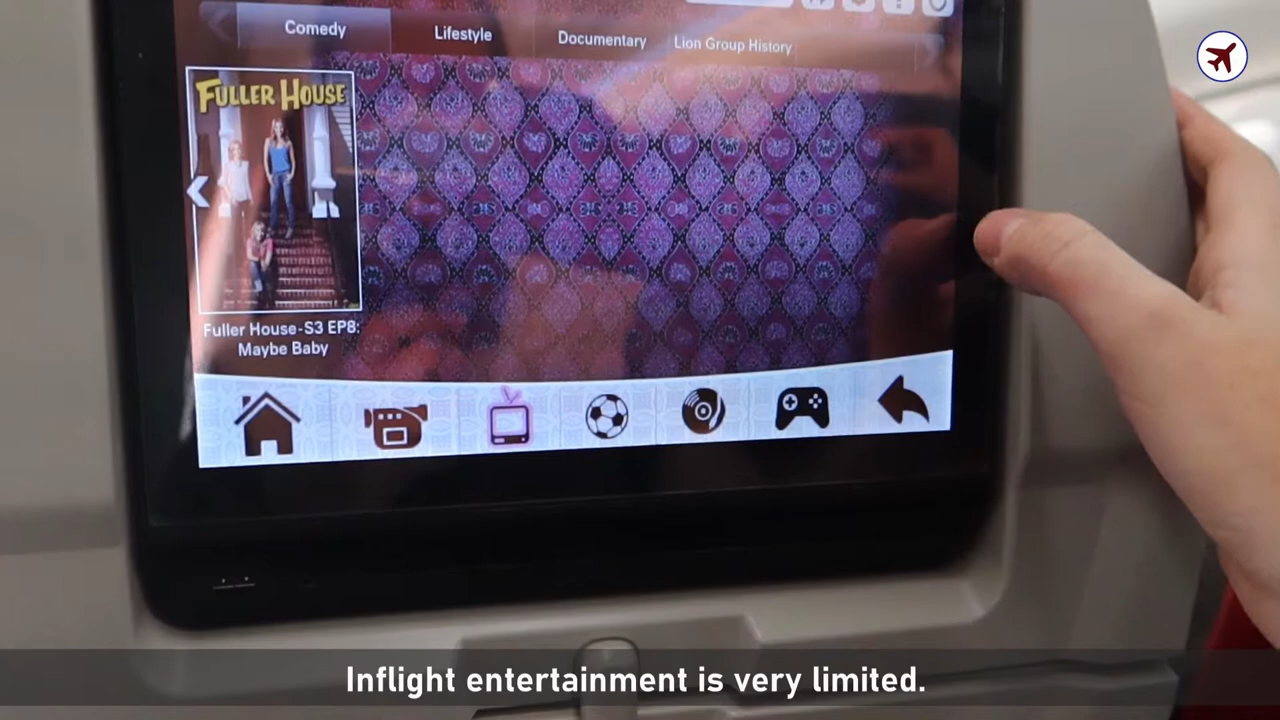 Comedy
Lifestyle
Documentary
Lion Group History
FULLER HOUSE
Fuller House-S3 EP8:
Maybe Baby
Inflight entertainment is very limited.